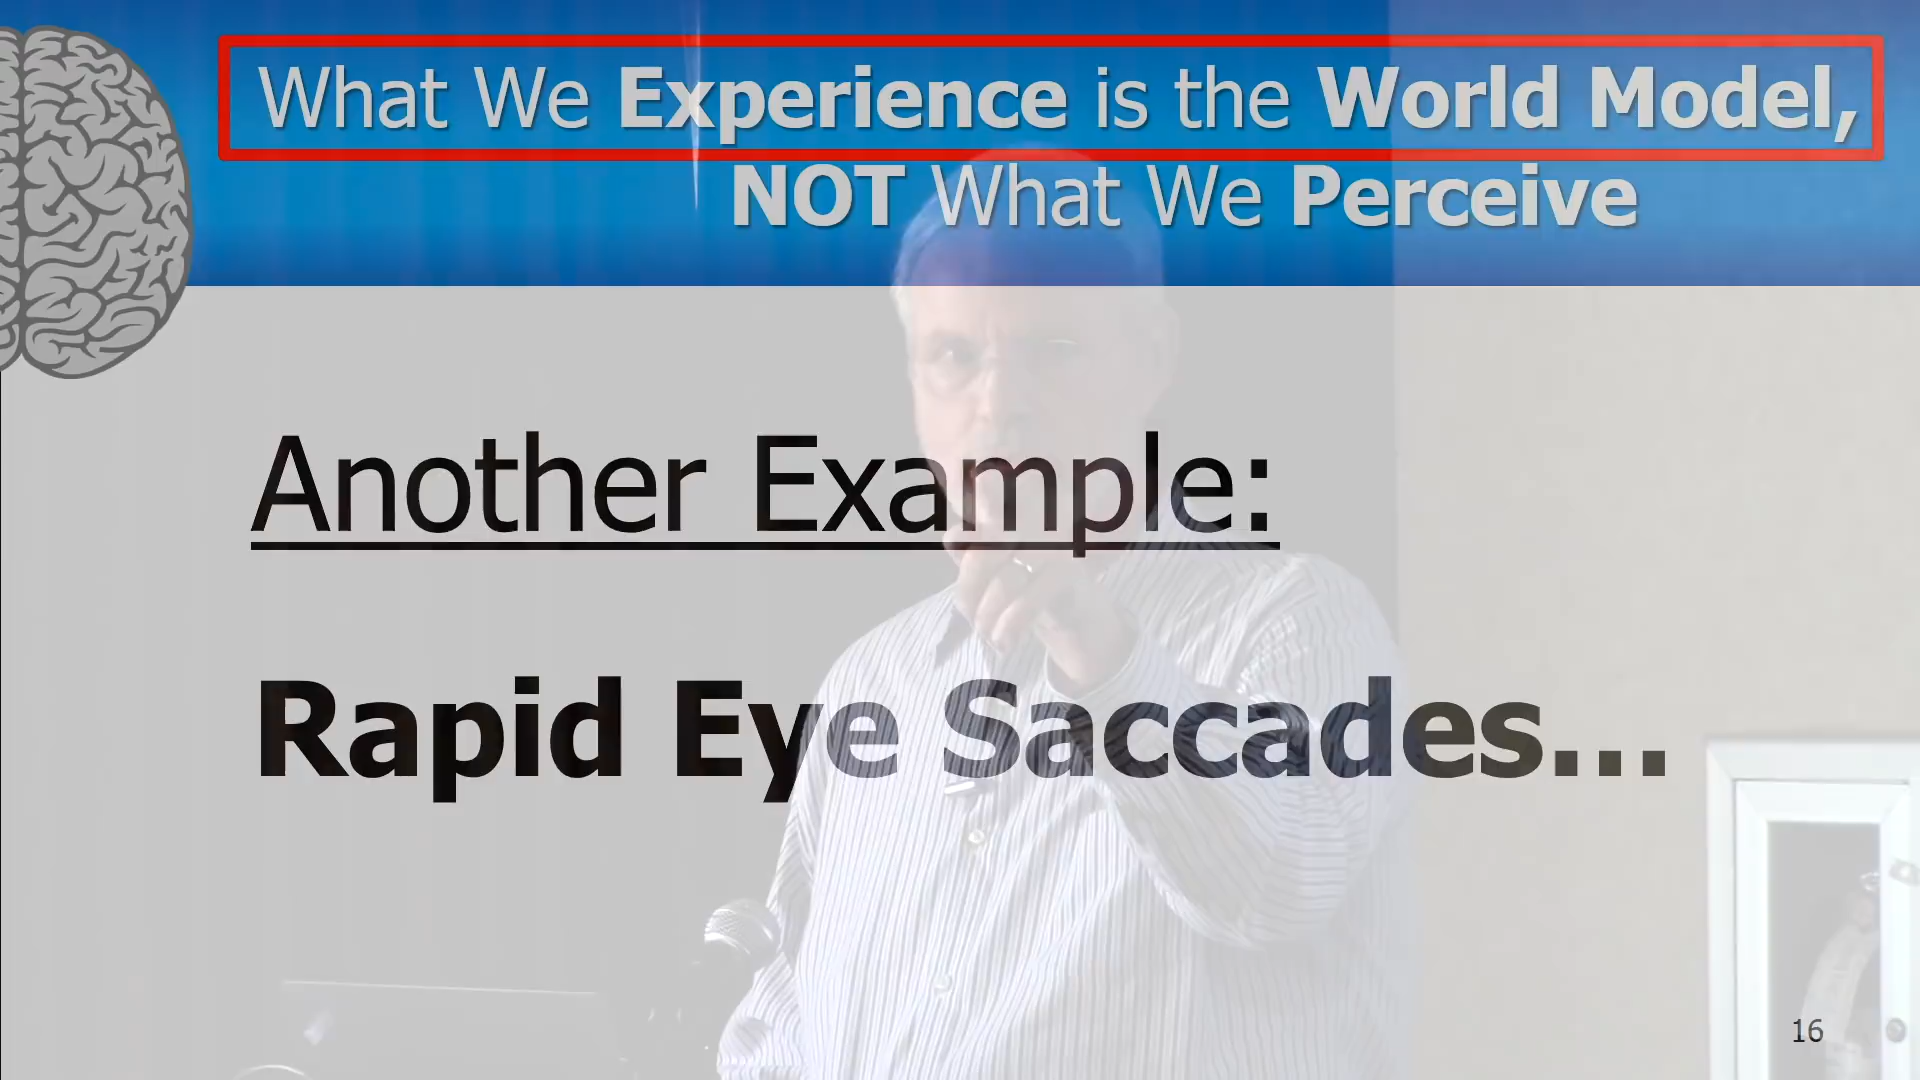 What We Experience is the World Model,
NOT What We Perceive
Another Example:
Rapid Eye Saccades...
16